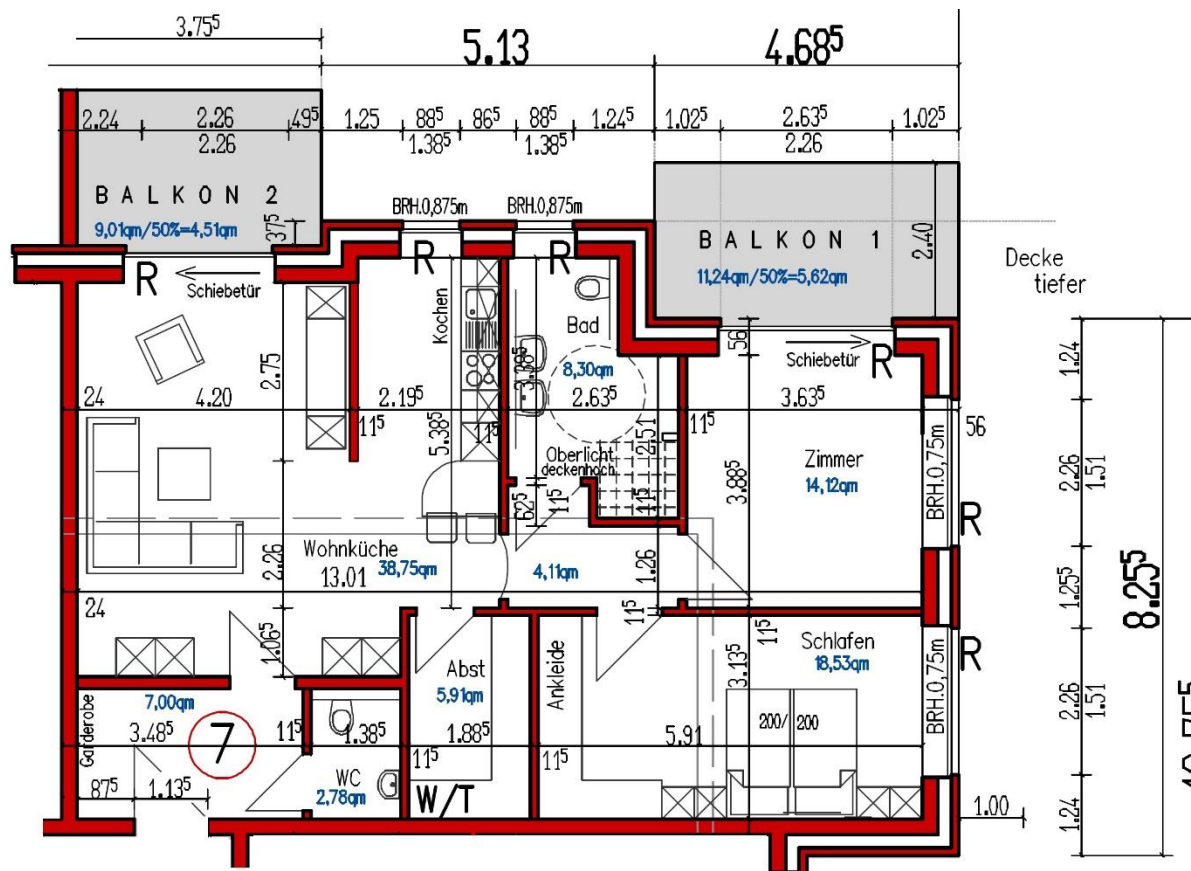 3.75⁵
5.13
4.68⁵
2.24
2.26
49⁵
1.25
88⁵
86⁵
88⁵
1.24⁵
1.02⁵
2.63⁵
1.02⁵
2.26
1.38⁵
1.38⁵
2.26
BALKON 2
9,01qm/50%=4,51qm
37⁵
BRH.0,875m
BRH.0,875m
BALKON 1
11,24qm/50%=5,62qm
2.40
Decke
tiefer
R
Schiebetür
R
R
Kochen
Bad
8,30qm
56
Schiebetür
R
1.24
2.75
24
4.20
2.19⁵
2.63⁵
3.63⁵
11⁵
11⁵
11⁵
56
5.38⁵
2.51
Oberlicht
deckenhoch
3.88⁵
Zimmer
14,12qm
BRH.0,75m
2.26
1.51
R
62⁵
11⁵
11⁵
8.25⁵
Wohnküche
13.01
38,75qm
2.26
4,11qm
1.26
1.25⁵
24
1.06⁵
11⁵
11⁵
Schlafen
18,53qm
R
Abst
5,91qm
Ankleide
3.13⁵
BRH.0,75m
2.26
1.51
Garderobe
7,00qm
3.48⁵
7
11⁵
1.38⁵
1.88⁵
11⁵
11⁵
5.91
200/
200
87⁵
1.13⁵
WC
2,78qm
W/T
1.00
1.24